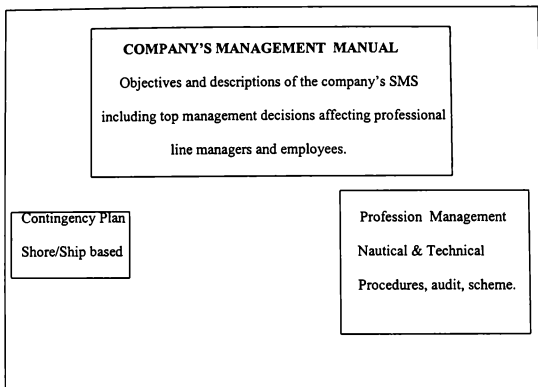 COMPANY'S MANAGEMENT MANUAL
Objectives and descriptions of the company's SMS
including top management decisions affecting professional
line managers and employees.
Contingency Plan
Shore/Ship based
Profession Management
Nautical & Technical
Procedures, audit, scheme.